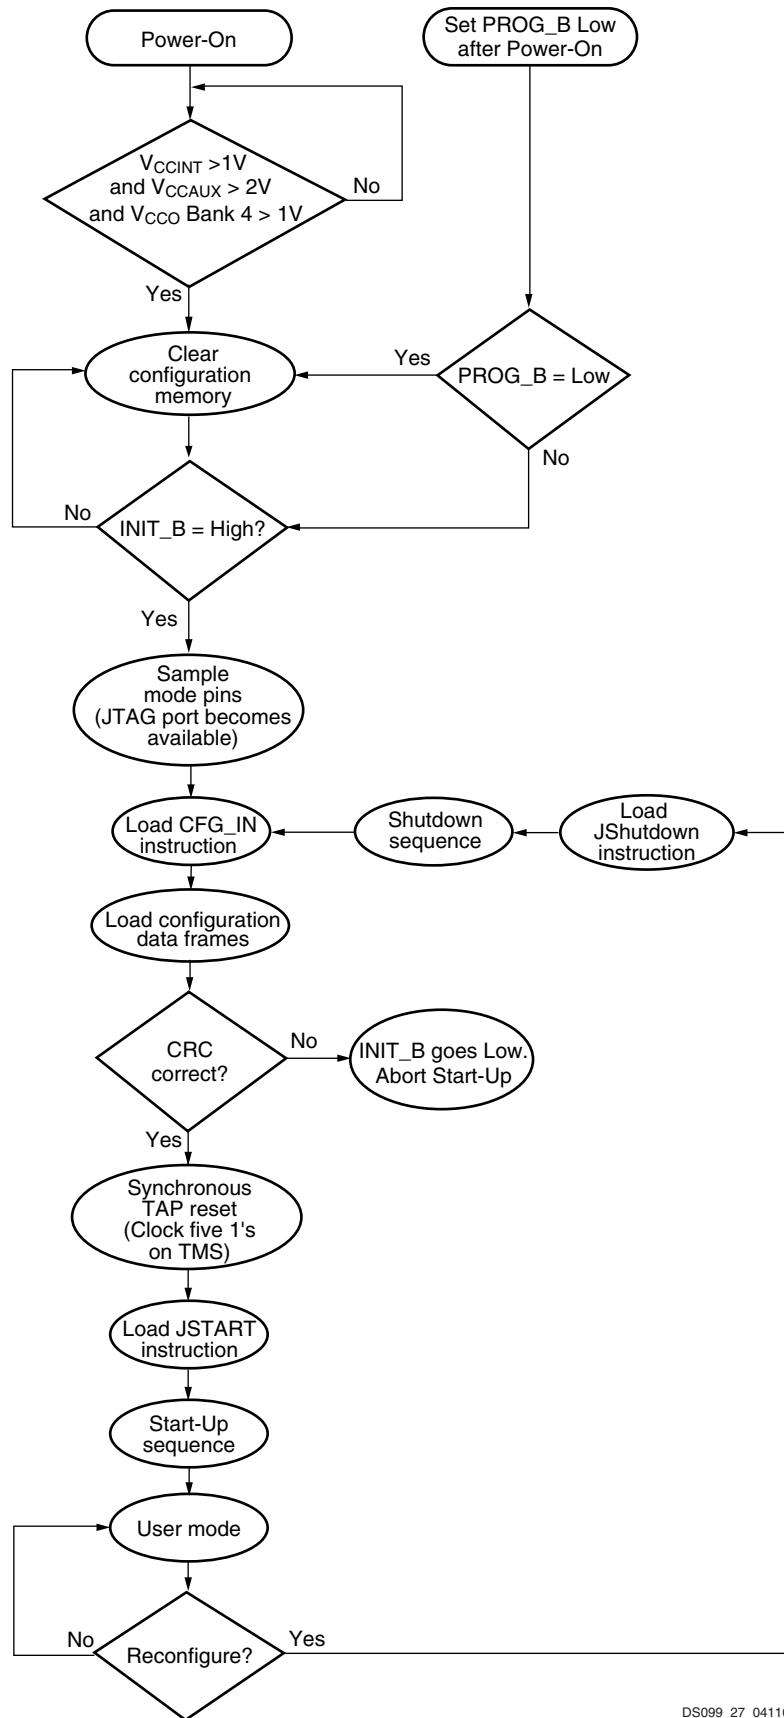 Power-On
Set PROG_B Low
after Power-On
VCCINT >1V
and VCCAUX > 2V
and VCCO Bank 4 > 1V
No
Yes
Clear
configuration
memory
Yes
PROG_B = Low
No
No
INIT_B = High?
Yes
Sample
mode pins
(JTAG port becomes
available)
Load CFG_IN
instruction
Shutdown
sequence
Load
JShutdown
instruction
Load configuration
data frames
CRC
correct?
No
INIT_B goes Low.
Abort Start-Up
Yes
Synchronous
TAP reset
(Clock five 1's
on TMS)
Load JSTART
instruction
Start-Up
sequence
User mode
No
Reconfigure?
Yes